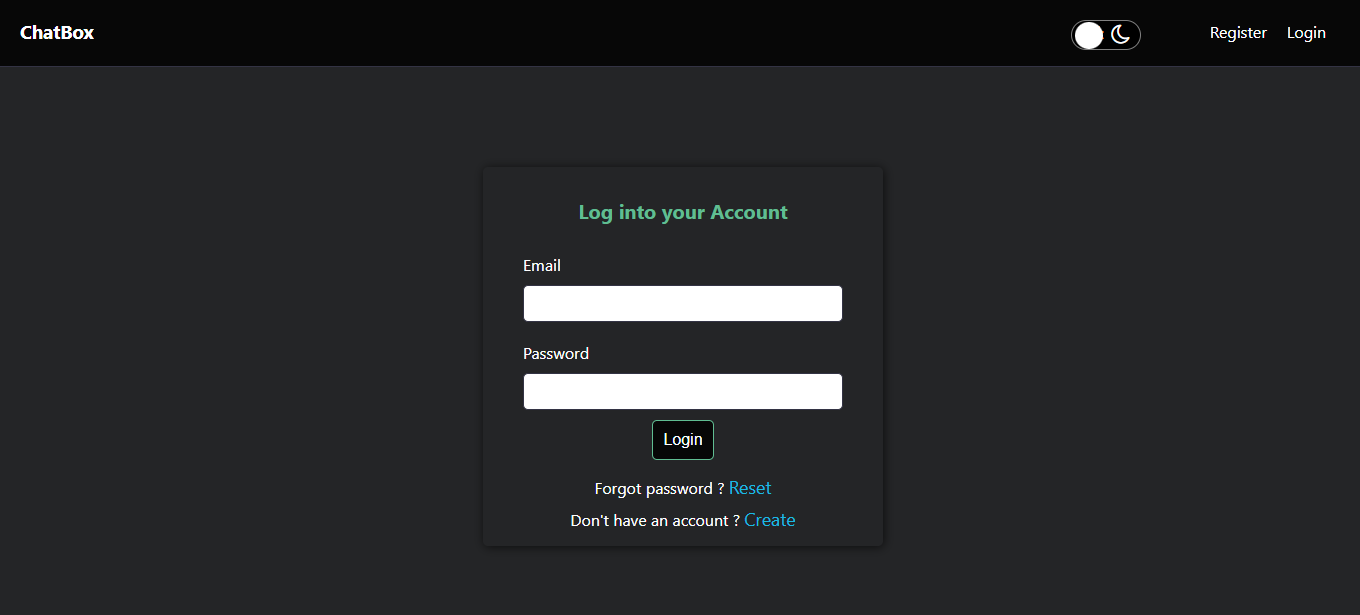 ChatBox
Register Login
Log into your Account
Email
Password
Login
Forgot password ? Reset
Don't have an account ? Create